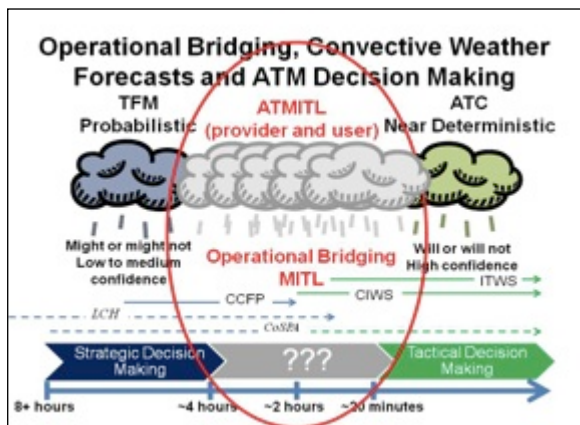 Operational Bridging, Convective Weather
Forecasts and ATM Decision Making
TFM
Probabilistic
ATMITL
(provider and user)
ATC
Near Deterministic
Might or might not
Low to medium
confidence
Operational Bridging
MITL
Will or will not
High confidence
ITWS
CCFP
CIWS
LCH
CoSPA
Strategic Decision
Making
???
Tactical Decision
Making
8+ hours
~4 hours
~2 hours
~20 minutes